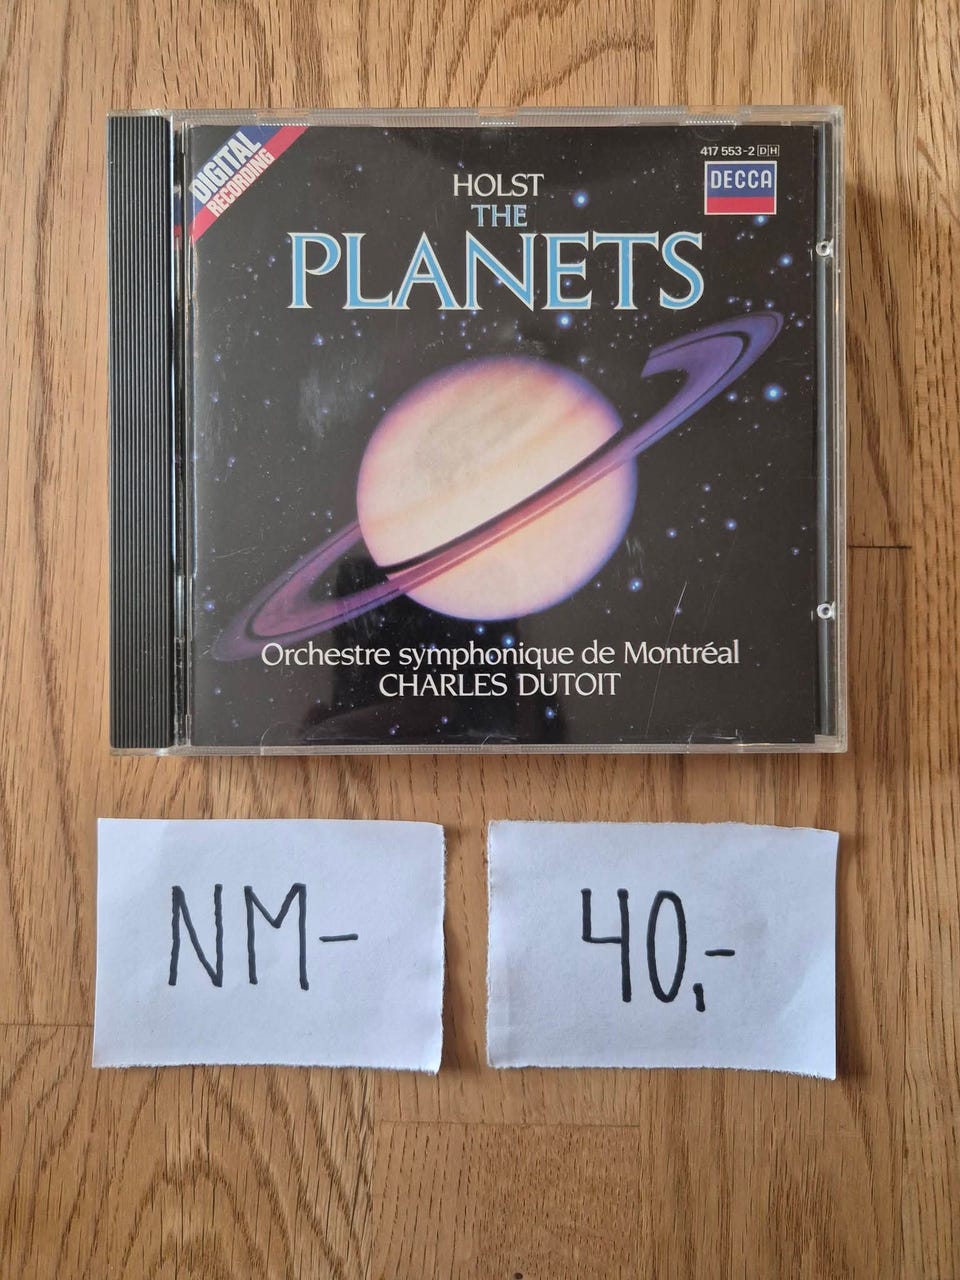 DIGITAL
RECORDING
417 553-2 DH
DECCA
HOLST
THE
PLANETS
Orchestre symphonique de Montréal
CHARLES DUTOIT
NM-
40,-